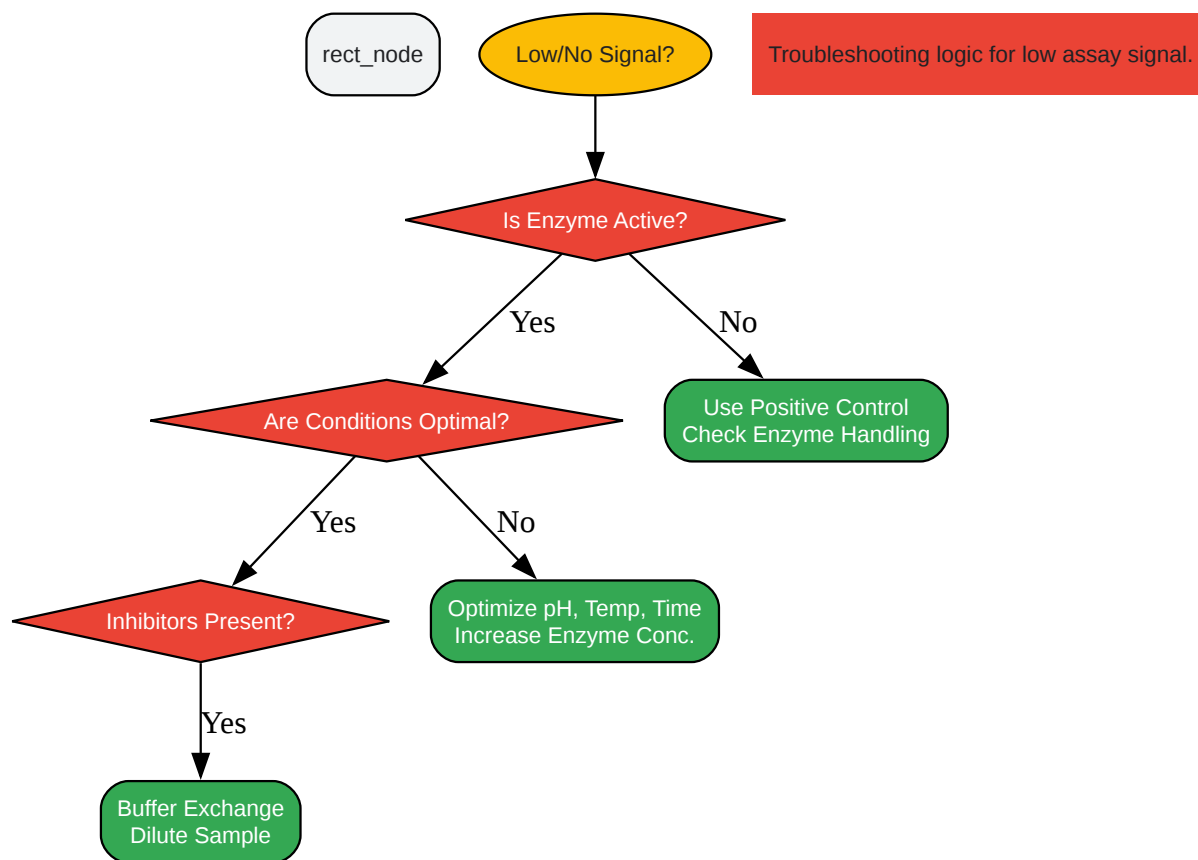 rect_node
Low/No Signal?
Troubleshooting logic for low assay signal.
Is Enzyme Active?
Yes
No
Are Conditions Optimal?
Use Positive Control
Check Enzyme Handling
Yes
No
Inhibitors Present?
Optimize pH, Temp, Time
Increase Enzyme Conc.
Yes
Buffer Exchange
Dilute Sample